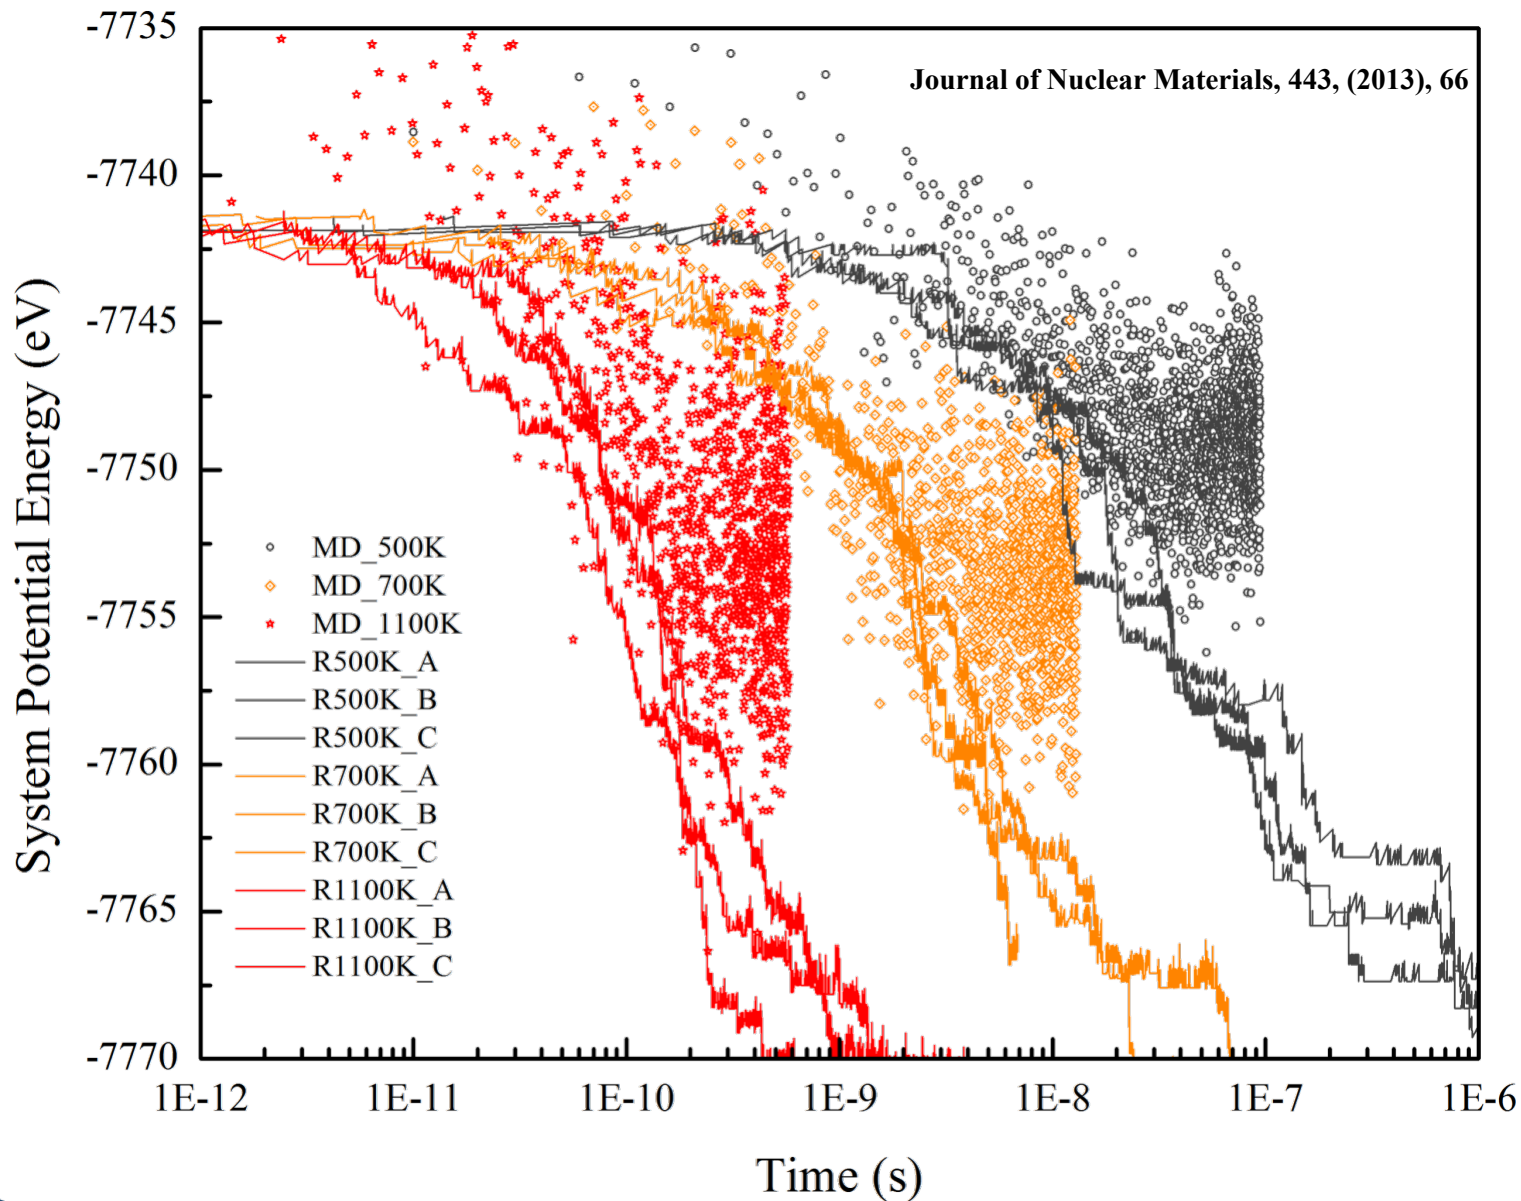 Journal of Nuclear Materials, 443, (2013), 66
System Potential Energy (eV)
-7735
-7740
-7745
-7750
-7755
-7760
-7765
-7770
MD_500K
MD_700K
MD_1100K
R500K_A
R500K_B
R500K_C
R700K_A
R700K_B
R700K_C
R1100K_A
R1100K_B
R1100K_C
1E-12 1E-11 1E-10 1E-9 1E-8 1E-7 1E-6
Time (s)